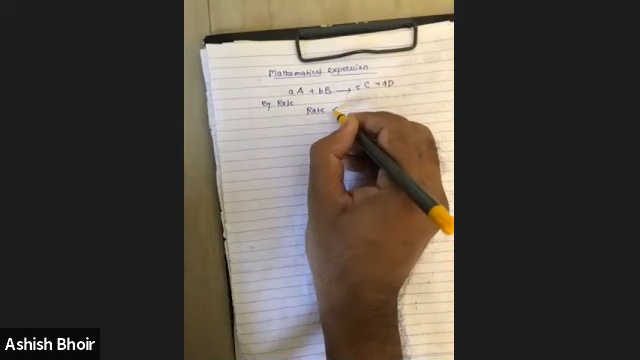 Mathematical expression
aA + bB → cC + dD
By Rate
Rate
Ashish Bhoir